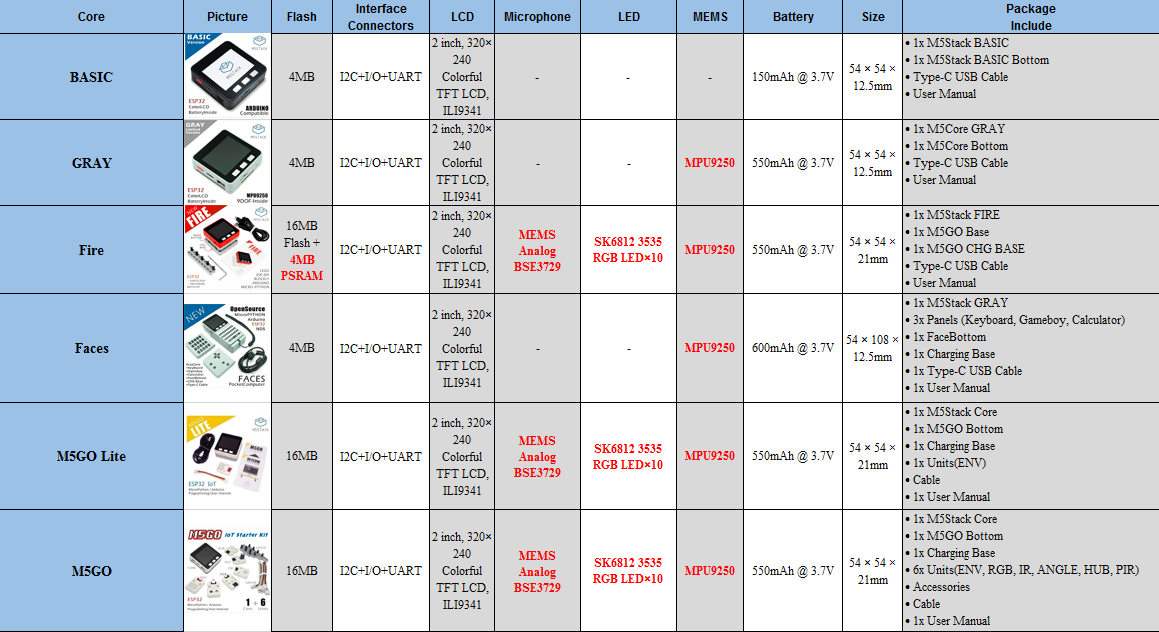 Core
Picture
Flash
Interface
Connectors
LCD
Microphone
LED
MEMS
Battery
Size
Package
Include
BASIC
BASIC
Version
M5STACK
M5STACK
ESP32
ColorLCD
BatteryInside
ARDUINO
Compatible
4MB
I2C+I/O+UART
2 inch, 320×
240
Colorful
TFT LCD,
ILI9341
-
-
-
150mAh @ 3.7V
54 × 54 ×
12.5mm
• 1x M5Stack BASIC
• 1x M5Stack BASIC Bottom
• Type-C USB Cable
• User Manual
GRAY
GRAY
Version
M5STACK
ESP32
ColorLCD
BatteryInside
MPU9250
9DOF-Inside
4MB
I2C+I/O+UART
2 inch, 320×
240
Colorful
TFT LCD,
ILI9341
-
-
MPU9250
550mAh @ 3.7V
54 × 54 ×
12.5mm
• 1x M5Core GRAY
• 1x M5Core Bottom
• Type-C USB Cable
• User Manual
Fire
FIRE
M5STACK
FIRE
ESP32
16MB
Flash +
4MB
PSRAM
I2C+I/O+UART
2 inch, 320×
240
Colorful
TFT LCD,
ILI9341
MEMS
Analog
BSE3729
SK6812 3535
RGB LED×10
MPU9250
550mAh @ 3.7V
54 × 54 ×
21mm
• 1x M5Stack FIRE
• 1x M5GO Base
• 1x M5GO CHG BASE
• Type-C USB Cable
• User Manual
Faces
NEW
OpenSource
MicroPYTHON
Arduino
ESP32
NES
FACES
PocketComputer
4MB
I2C+I/O+UART
2 inch, 320×
240
Colorful
TFT LCD,
ILI9341
-
-
MPU9250
600mAh @ 3.7V
54 × 108 ×
12.5mm
• 1x M5Stack GRAY
• 3x Panels (Keyboard, Gameboy, Calculator)
• 1x FaceBottom
• 1x Charging Base
• 1x Type-C USB Cable
• 1x User Manual
M5GO Lite
LITE
M5STACK
ESP32 IoT
16MB
I2C+I/O+UART
2 inch, 320×
240
Colorful
TFT LCD,
ILI9341
MEMS
Analog
BSE3729
SK6812 3535
RGB LED×10
MPU9250
550mAh @ 3.7V
54 × 54 ×
21mm
• 1x M5Stack Core
• 1x M5GO Bottom
• 1x Charging Base
• 1x Units(ENV)
• Cable
• 1x User Manual
M5GO
M5GO IoT Starter Kit
ESP32
1 + 6
Core Units
16MB
I2C+I/O+UART
2 inch, 320×
240
Colorful
TFT LCD,
ILI9341
MEMS
Analog
BSE3729
SK6812 3535
RGB LED×10
MPU9250
550mAh @ 3.7V
54 × 54 ×
21mm
• 1x M5Stack Core
• 1x M5GO Bottom
• 1x Charging Base
• 6x Units(ENV, RGB, IR, ANGLE, HUB, PIR)
• Accessories
• Cable
• 1x User Manual